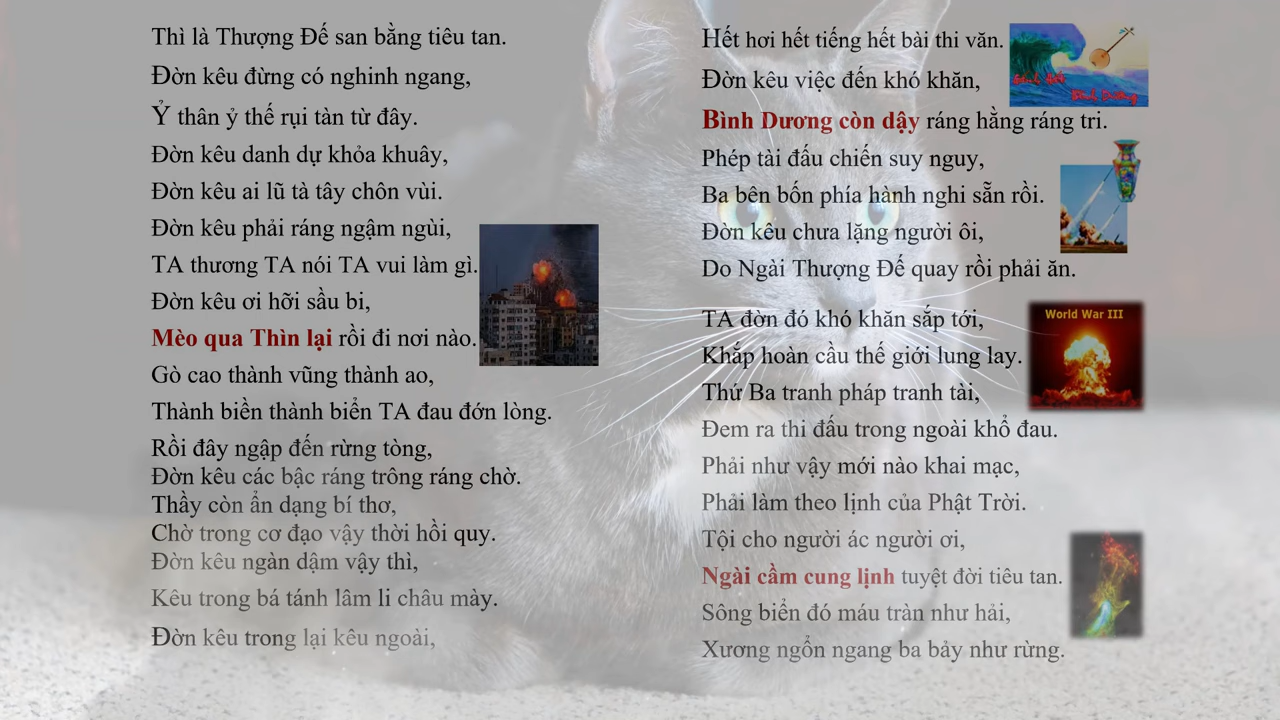 Thì là Thượng Đế san bằng tiêu tan.
Đờn kêu đừng có nghinh ngang,
Ỷ thân ỷ thế rụi tàn từ đây.
Đờn kêu danh dự khỏa khuây,
Đờn kêu ai lũ tà tây chôn vùi.
Đờn kêu phải ráng ngậm ngùi,
TA thương TA nói TA vui làm gì.
Đờn kêu ơi hỡi sầu bi,
Mèo qua Thìn lại rồi đi nơi nào.
Gò cao thành vũng thành ao,
Thành biền thành biển TA đau đớn lòng.
Rồi đây ngập đến rừng tòng,
Đờn kêu các bậc ráng trông ráng chờ.
Thầy còn ẩn dạng bí thơ,
Chờ trong cơ đạo vậy thời hồi quy.
Đờn kêu ngàn dậm vậy thì,
Kêu trong bá tánh lâm li châu mày.
Đờn kêu trong lại kêu ngoài,
Hết hơi hết tiếng hết bài thi văn.
Đờn kêu việc đến khó khăn,
Bình Dương còn dậy ráng hằng ráng tri.
Phép tài đấu chiến suy nguy,
Ba bên bốn phía hành nghi sẵn rồi.
Đờn kêu chưa lặng người ôi,
Do Ngài Thượng Đế quay rồi phải ăn.
TA đờn đó khó khăn sắp tới,
Khắp hoàn cầu thế giới lung lay.
World War III
Thứ Ba tranh pháp tranh tài,
Đem ra thi đấu trong ngoài khổ đau.
Phải như vậy mới nào khai mạc,
Phải làm theo lịnh của Phật Trời.
Tội cho người ác người ơi,
Ngài cầm cung lịnh tuyệt đời tiêu tan.
Sông biển đó máu tràn như hải,
Xương ngổn ngang ba bảy như rừng.